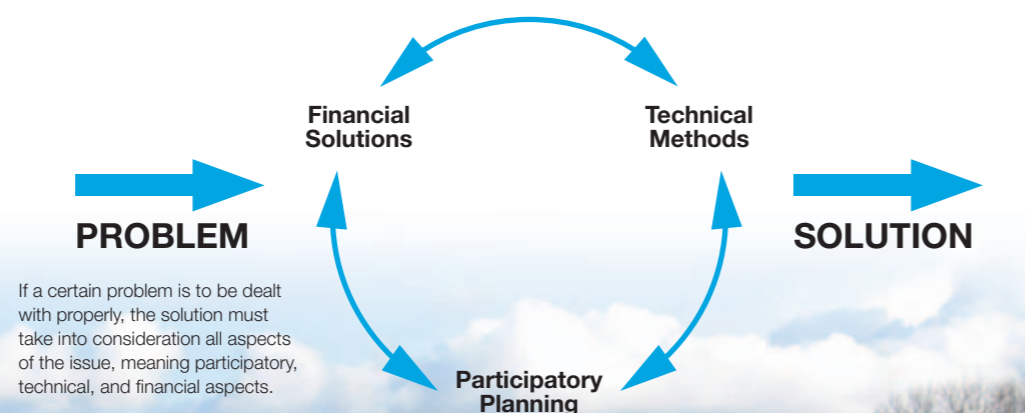 Financial
Solutions
Technical
Methods
PROBLEM
SOLUTION
If a certain problem is to be dealt
with properly, the solution must
take into consideration all aspects
of the issue, meaning participatory,
technical, and financial aspects.
Participatory
Planning